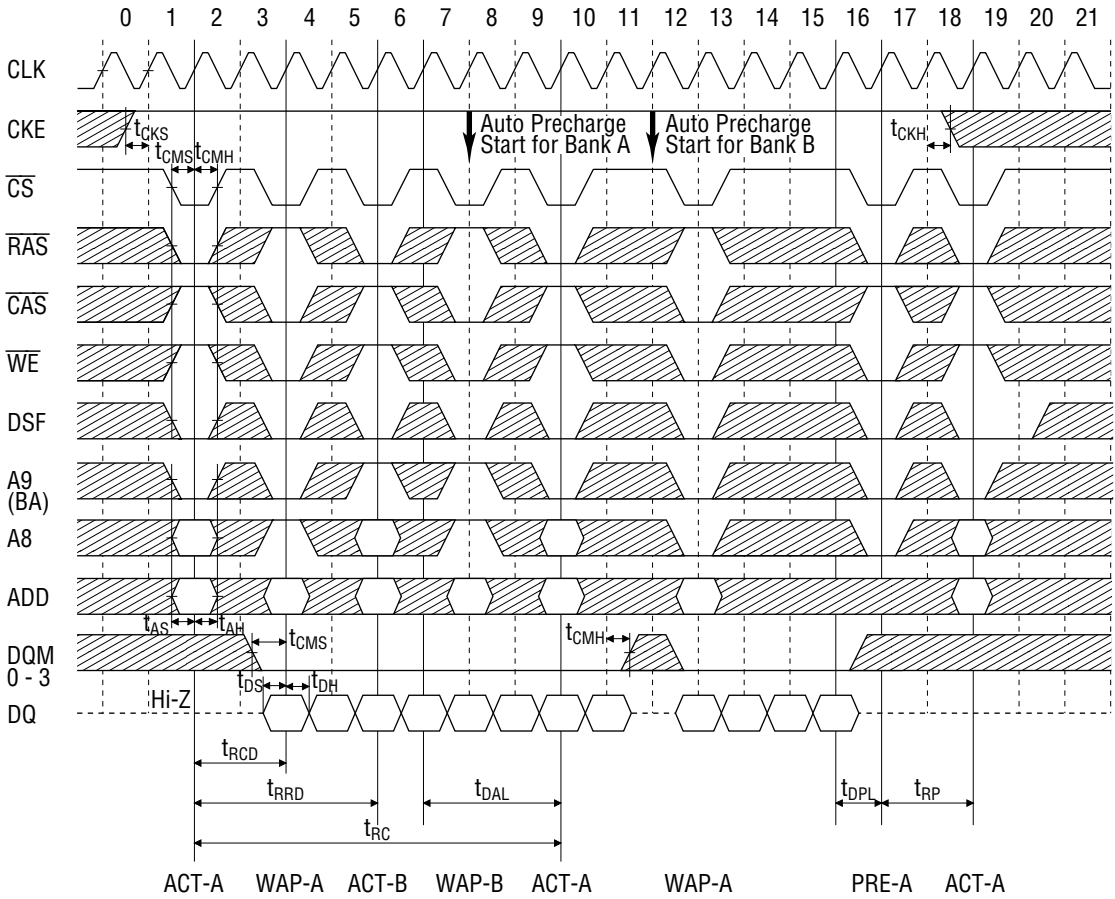 0 1 2 3 4 5 6 7 8 9 10 11 12 13 14 15 16 17 18 19 20 21
CLK
CKE
tCKS
Auto Precharge
Start for Bank A
Auto Precharge
Start for Bank B
tCKH
tCMS tCMH
CS
RAS
CAS
WE
DSF
A9
(BA)
A8
ADD
tAS tAH
DQM
0 - 3
tCMS
tCMH
tDS tDH
Hi-Z
DQ
tRCD
tRRD tDAL tDPL tRP
tRC
ACT-A WAP-A ACT-B WAP-B ACT-A WAP-A PRE-A ACT-A